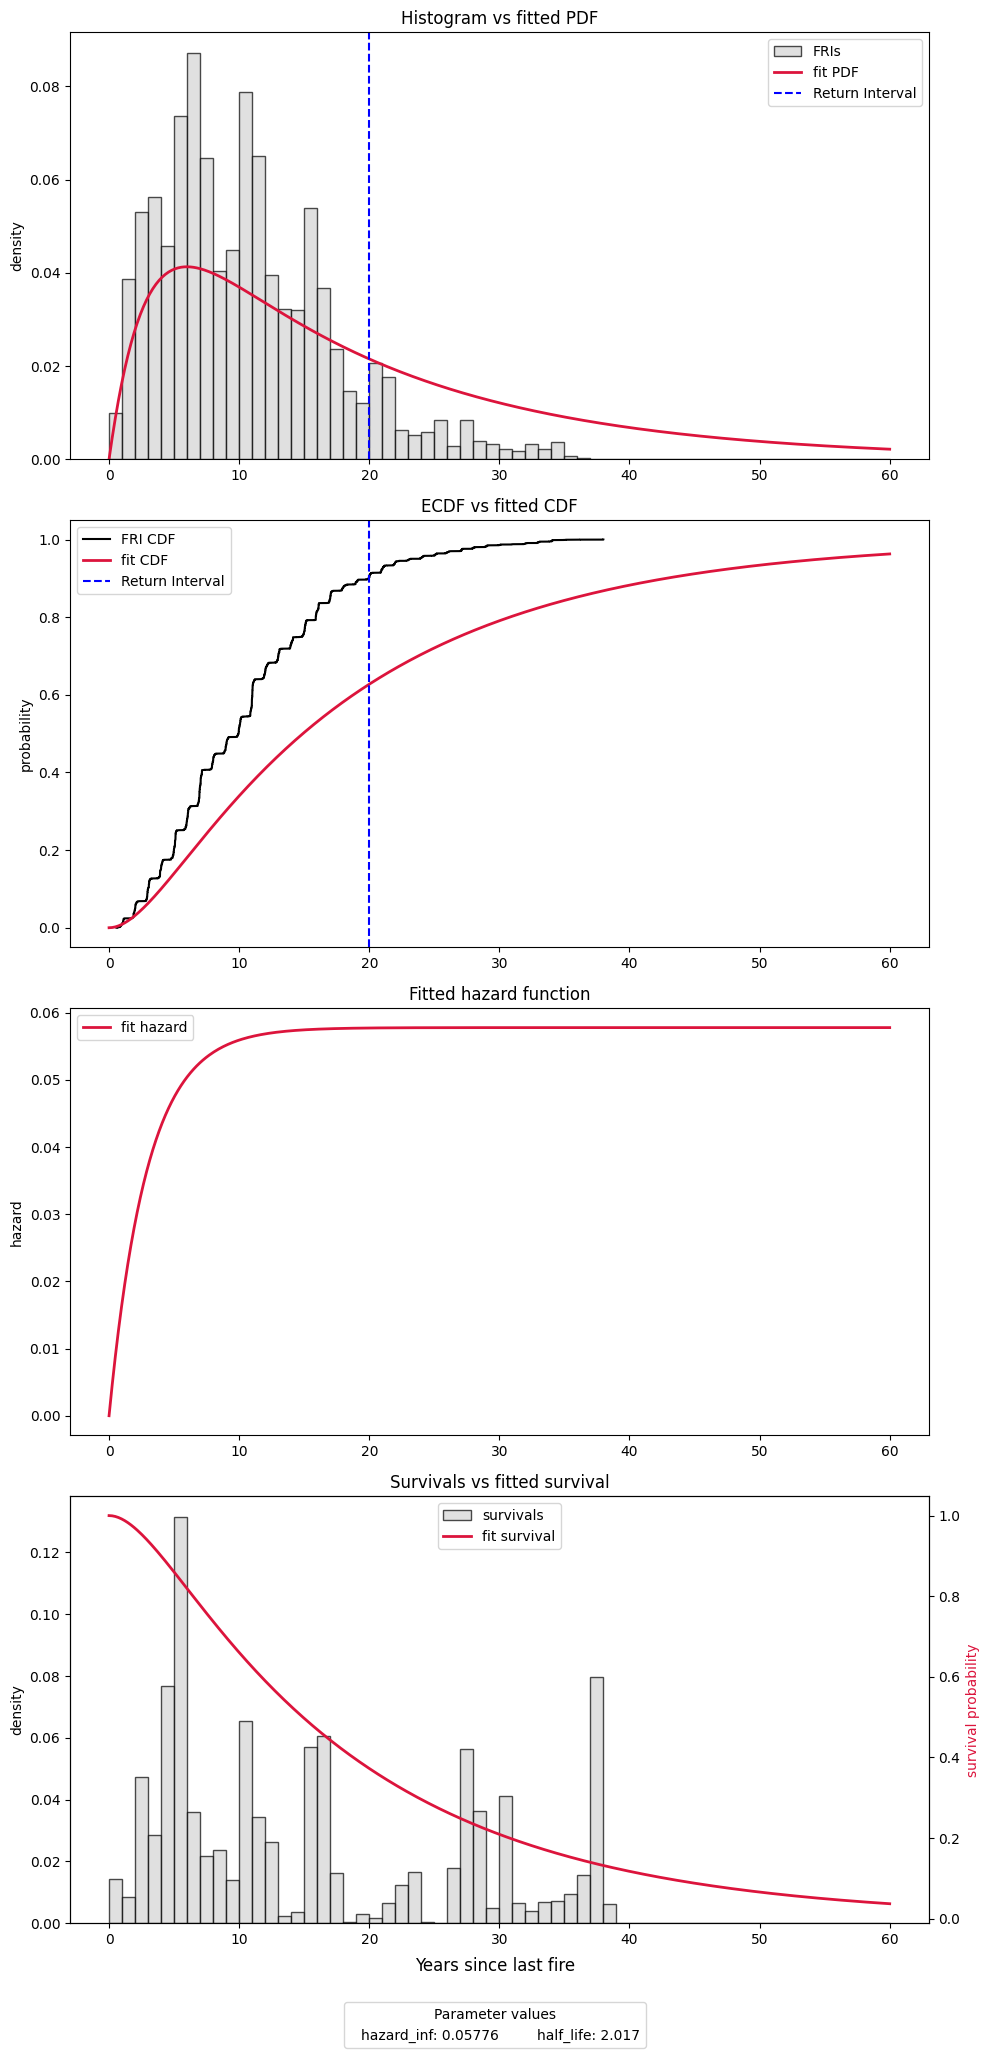 Histogram vs fitted PDF
density
0.00
0.02
0.04
0.06
0.08
0
10
20
30
40
50
60
FRIs
fit PDF
Return Interval
ECDF vs fitted CDF
probability
0.0
0.2
0.4
0.6
0.8
1.0
0
10
20
30
40
50
60
FRI CDF
fit CDF
Return Interval
Fitted hazard function
hazard
0.00
0.01
0.02
0.03
0.04
0.05
0.06
0
10
20
30
40
50
60
fit hazard
Survivals vs fitted survival
density
0.00
0.02
0.04
0.06
0.08
0.10
0.12
0
10
20
30
40
50
60
survivals
fit survival
0.0
0.2
0.4
0.6
0.8
1.0
survival probability
Years since last fire
Parameter values
hazard_inf: 0.05776 half_life: 2.017